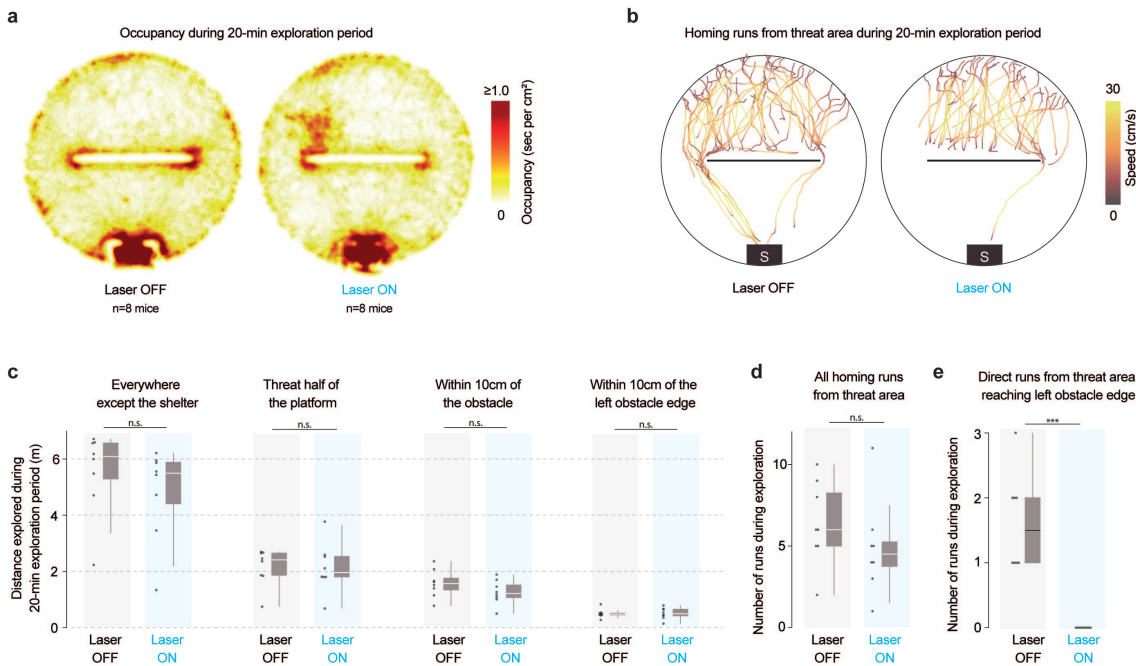 a
Occupancy during 20-min exploration period
≥1.0
0
Occupancy (sec per cm²)
Laser OFF
n=8 mice
Laser ON
n=8 mice
b
Homing runs from threat area during 20-min exploration period
S
S
30
0
Speed (cm/s)
Laser OFF
Laser ON
c
Everywhere
except the shelter
Threat half of
the platform
Within 10cm of
the obstacle
Within 10cm of the
left obstacle edge
n.s.
n.s.
n.s.
n.s.
Distance explored during
20-min exploration period (m)
6
4
2
0
Laser
OFF
Laser
ON
Laser
OFF
Laser
ON
Laser
OFF
Laser
ON
Laser
OFF
Laser
ON
d
All homing runs
from threat area
n.s.
Number of runs during exploration
10
5
0
Laser
OFF
Laser
ON
e
Direct runs from threat area
reaching left obstacle edge
***
Number of runs during exploration
3
2
1
0
Laser
OFF
Laser
ON